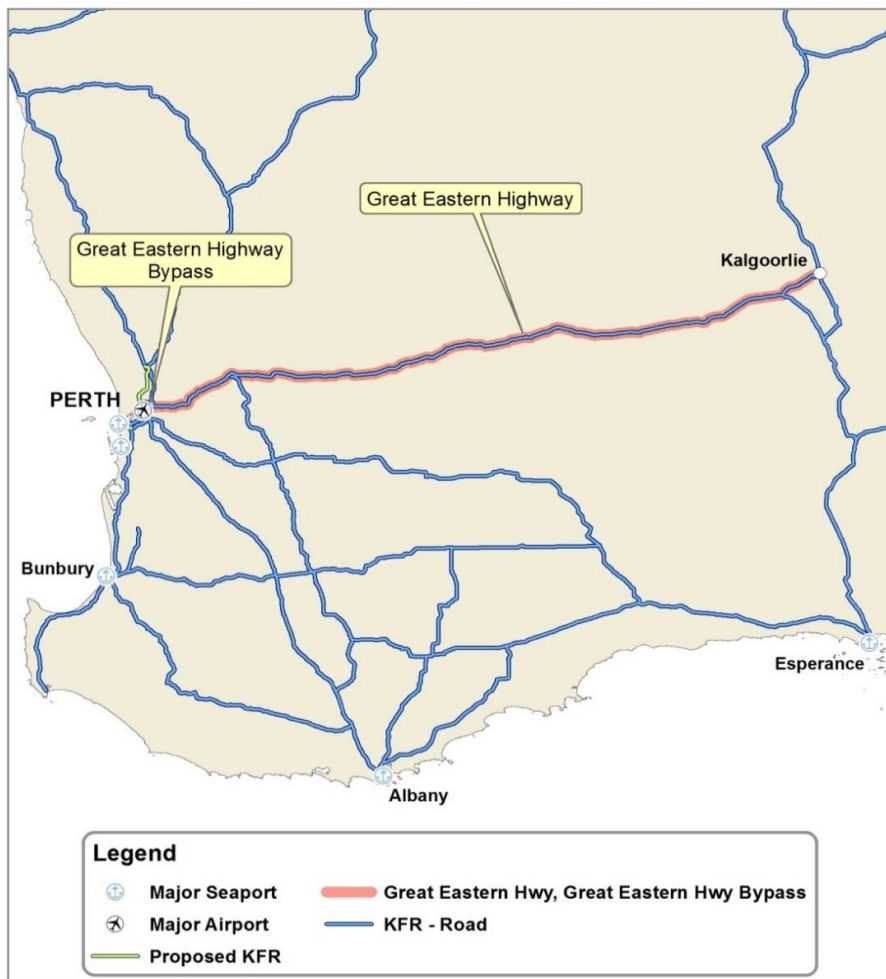 Great Eastern Highway
Great Eastern Highway
Bypass
Kalgoorlie
PERTH
Bunbury
Esperance
Albany
Legend
Major Seaport
Great Eastern Hwy, Great Eastern Hwy Bypass
Major Airport
KFR - Road
Proposed KFR